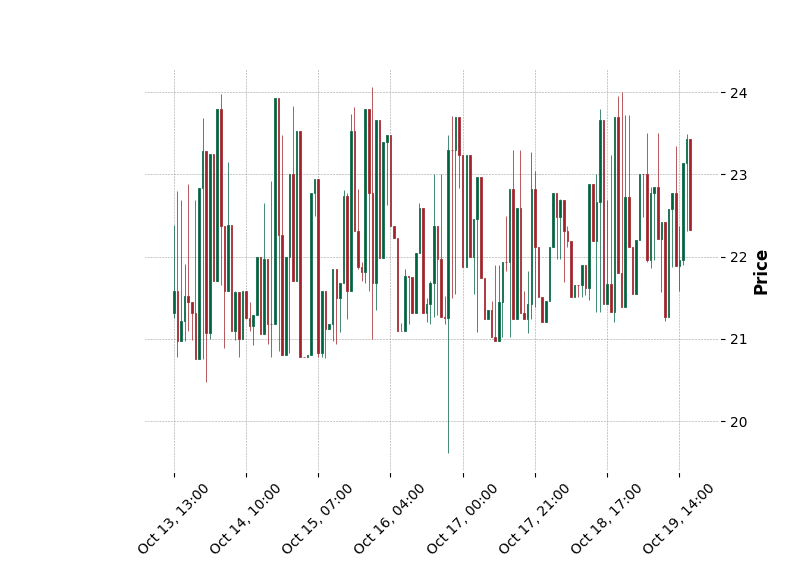 24
23
22
21
20
Price
Oct 13, 13:00
Oct 14, 10:00
Oct 15, 07:00
Oct 16, 04:00
Oct 17, 00:00
Oct 17, 21:00
Oct 18, 17:00
Oct 19, 14:00